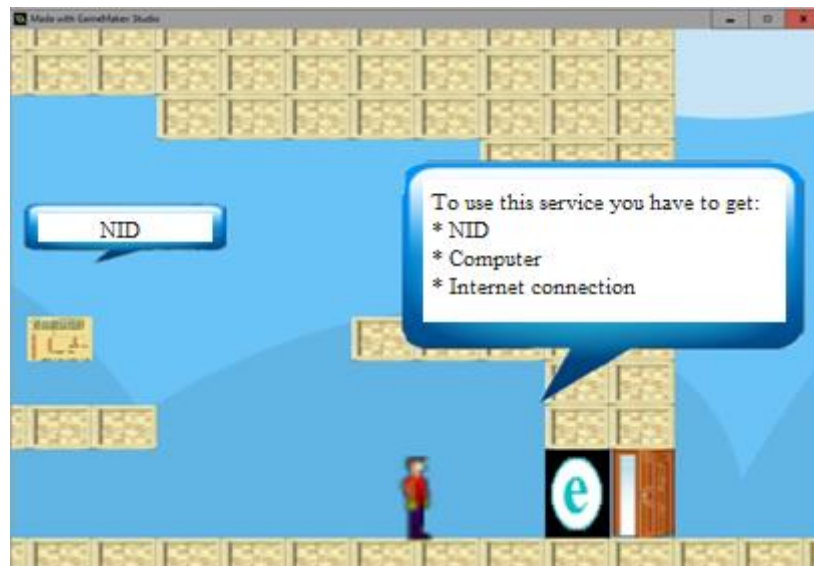 Made with GameMaker Studio
NID
To use this service you have to get:
* NID
* Computer
* Internet connection
e